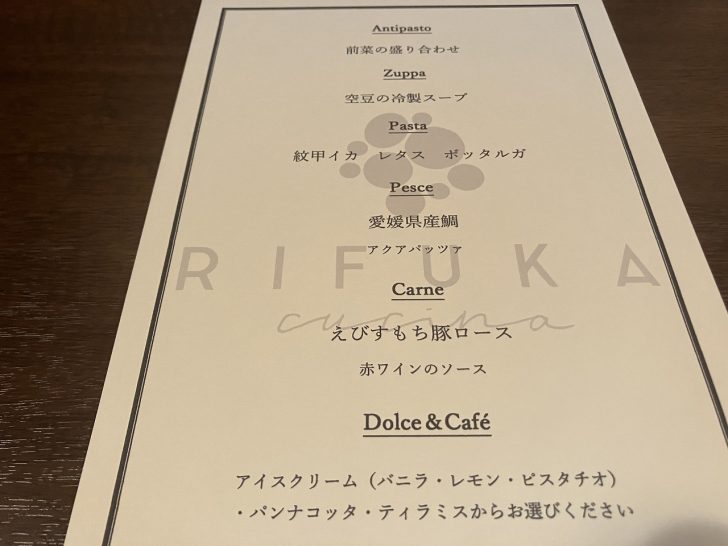 Antipasto
前菜の盛り合わせ
Zuppa
空豆の冷製スープ
Pasta
紋甲イカ　レタス　ボッタルガ
Pesce
愛媛県産鯛
アクアパッツァ
RIFUKA
cucina
Carne
えびすもち豚ロース
赤ワインのソース
Dolce＆Café
アイスクリーム（バニラ・レモン・ピスタチオ）
・パンナコッタ・ティラミスからお選びください